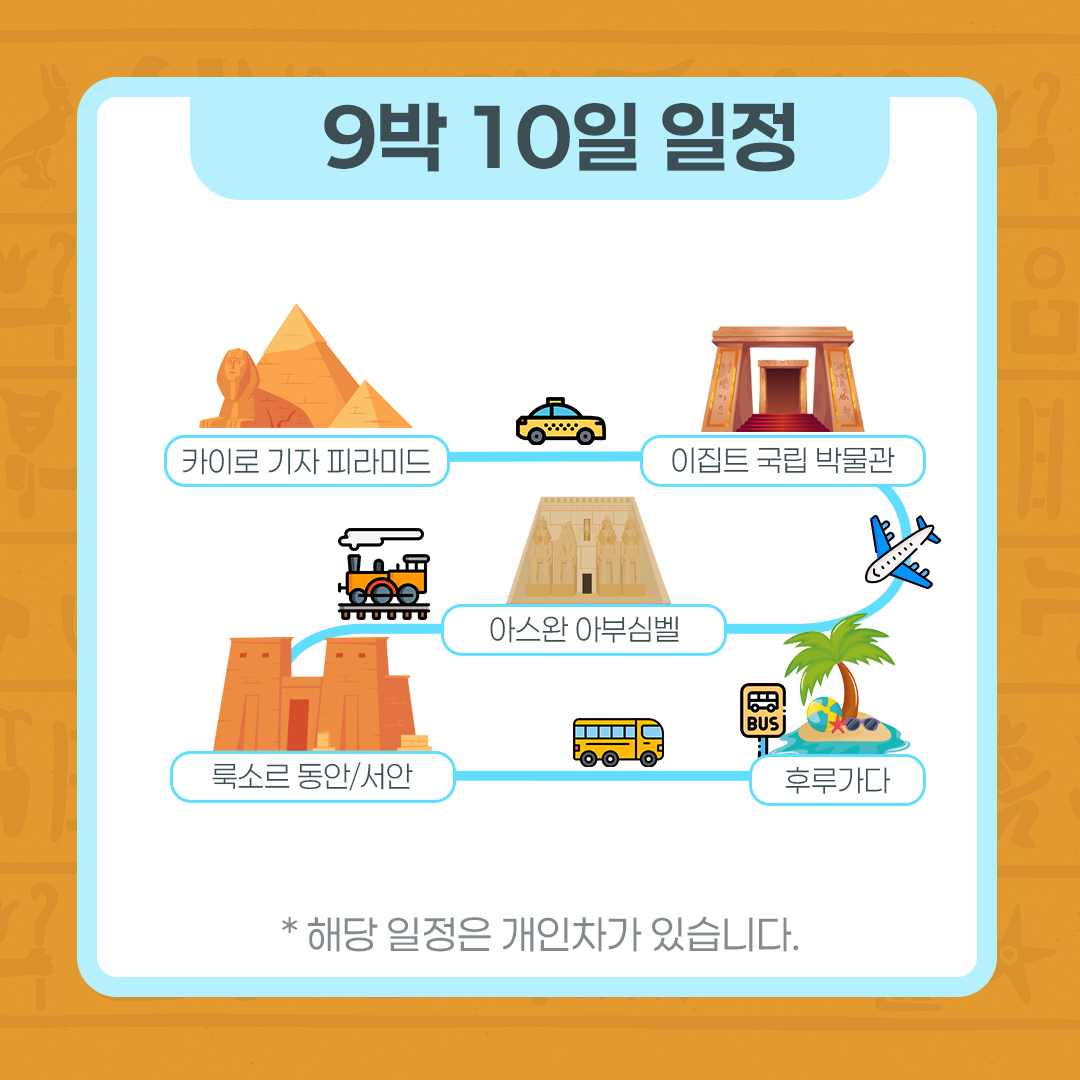 9박 10일 일정
카이로 기자 피라미드
이집트 국립 박물관
아스완 아부심벨
BUS
룩소르 동안/서안
후루가다
* 해당 일정은 개인차가 있습니다.